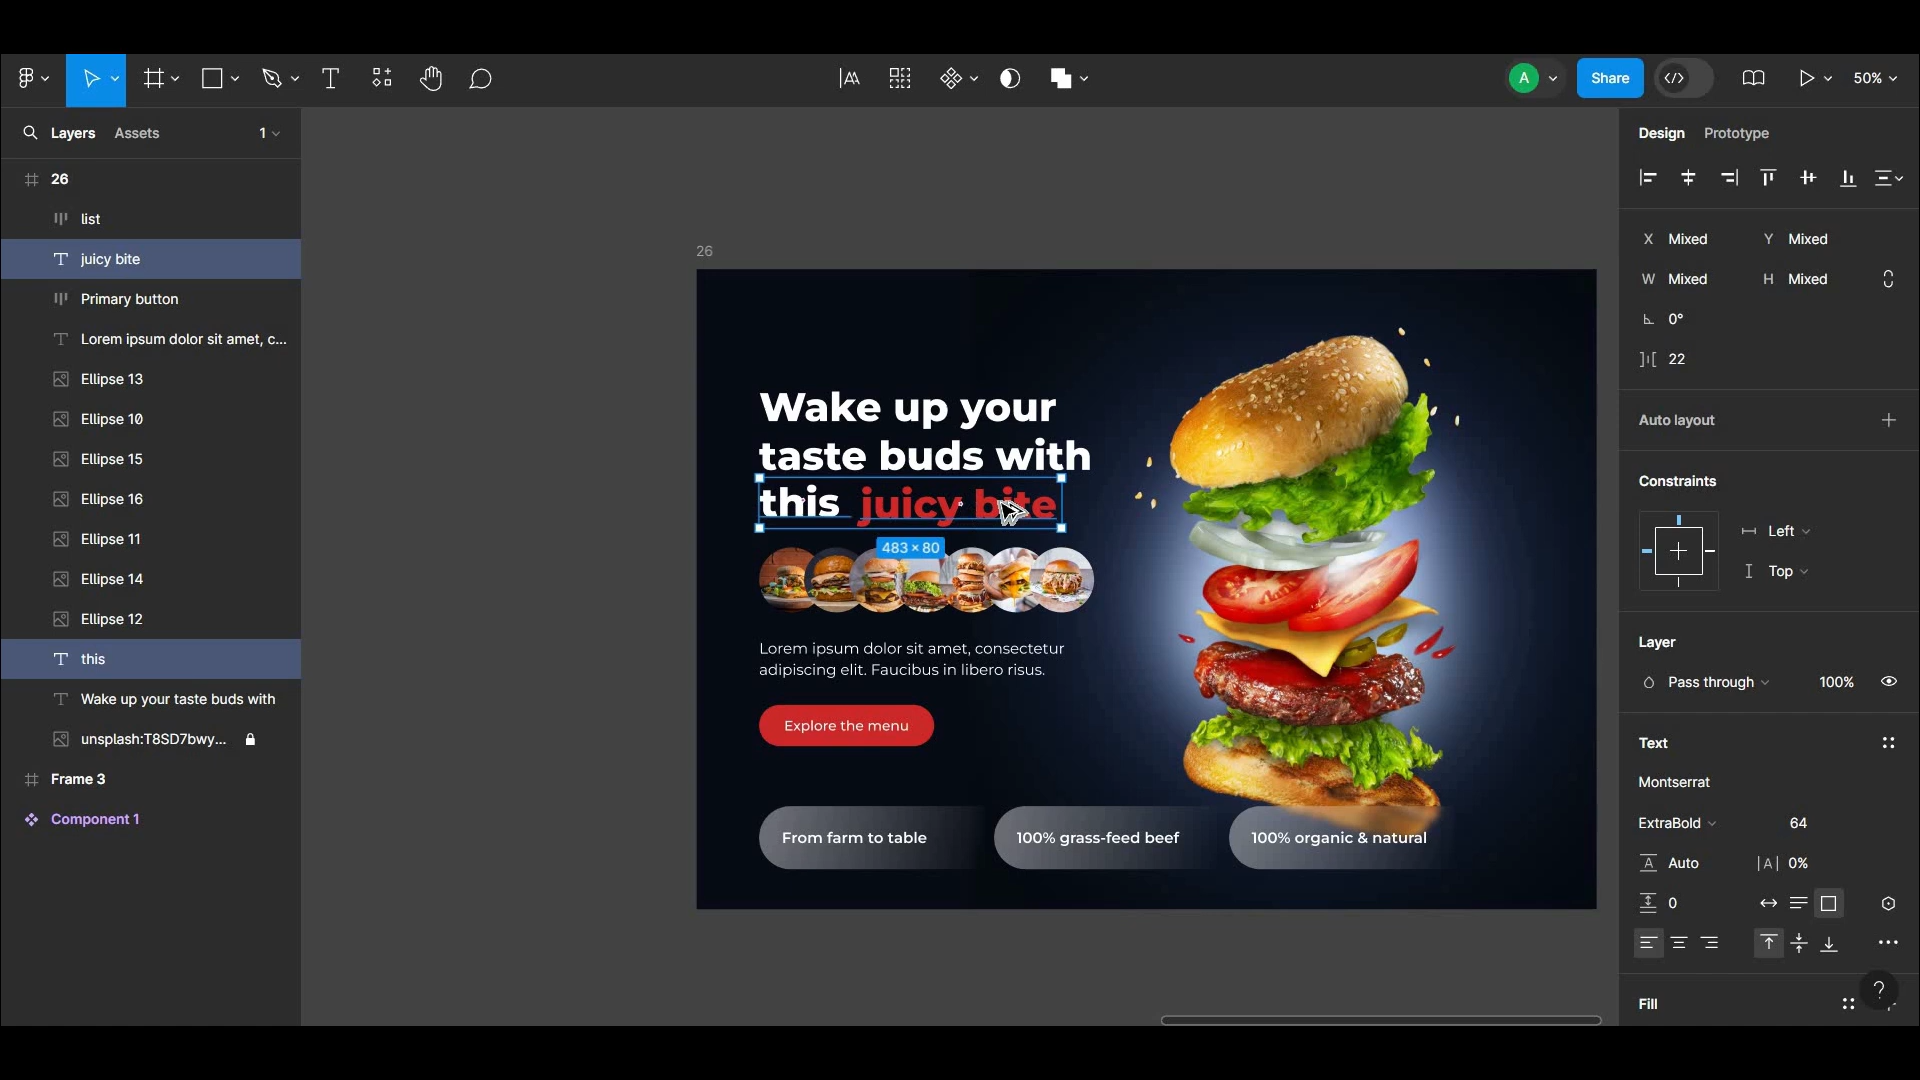 A
Share
50%
Layers
Assets
1
26
list
juicy bite
Primary button
Lorem ipsum dolor sit amet, c...
Ellipse 13
Ellipse 10
Ellipse 15
Ellipse 16
Ellipse 11
Ellipse 14
Ellipse 12
this
Wake up your taste buds with
unsplash:T8SD7bwy...
Frame 3
Component 1
26
Wake up your
taste buds with
this juicy bite
483 × 80
Lorem ipsum dolor sit amet, consectetur
adipiscing elit. Faucibus in libero risus.
Explore the menu
From farm to table
100% grass-feed beef
100% organic & natural
Design
Prototype
X Mixed
Y Mixed
W Mixed
H Mixed
0°
22
Auto layout
Constraints
Left
Top
Layer
Pass through
100%
Text
Montserrat
ExtraBold
64
A Auto
|A| 0%
0
Fill
?